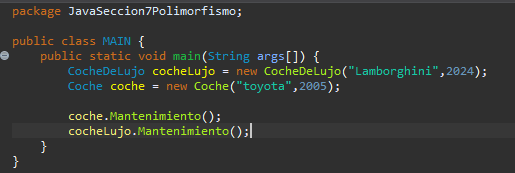 package JavaSeccion7Polimorfismo;
public class MAIN {
public static void main(String args[]) {
CocheDeLujo cocheLujo = new CocheDeLujo("Lamborghini",2024);
Coche coche = new Coche("toyota",2005);
coche.Mantenimiento();
cocheLujo.Mantenimiento();
}
}